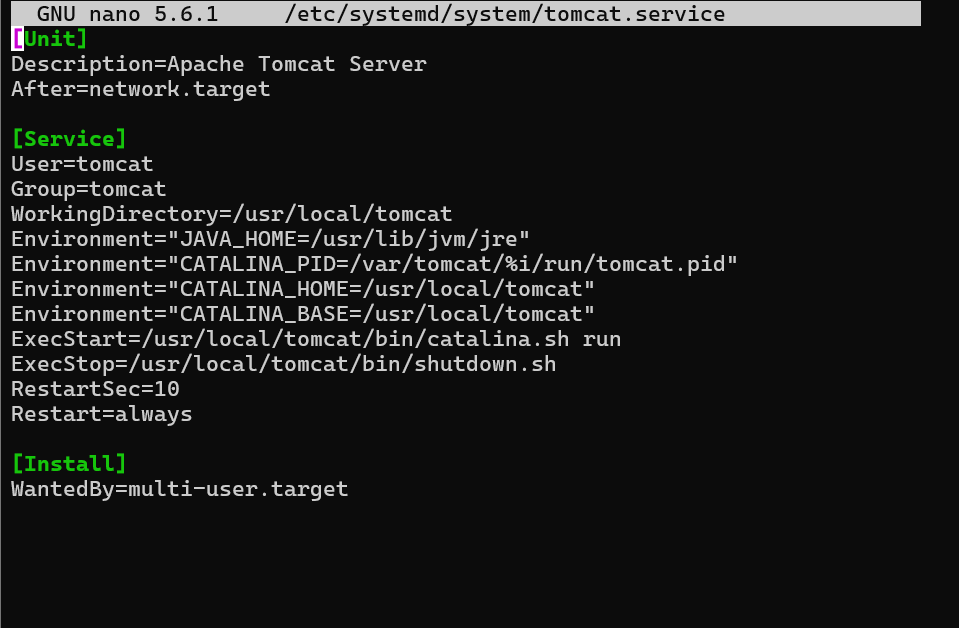 GNU nano 5.6.1 /etc/systemd/system/tomcat.service
[Unit]
Description=Apache Tomcat Server
After=network.target
[Service]
User=tomcat
Group=tomcat
WorkingDirectory=/usr/local/tomcat
Environment="JAVA_HOME=/usr/lib/jvm/jre"
Environment="CATALINA_PID=/var/tomcat/%i/run/tomcat.pid"
Environment="CATALINA_HOME=/usr/local/tomcat"
Environment="CATALINA_BASE=/usr/local/tomcat"
ExecStart=/usr/local/tomcat/bin/catalina.sh run
ExecStop=/usr/local/tomcat/bin/shutdown.sh
RestartSec=10
Restart=always
[Install]
WantedBy=multi-user.target